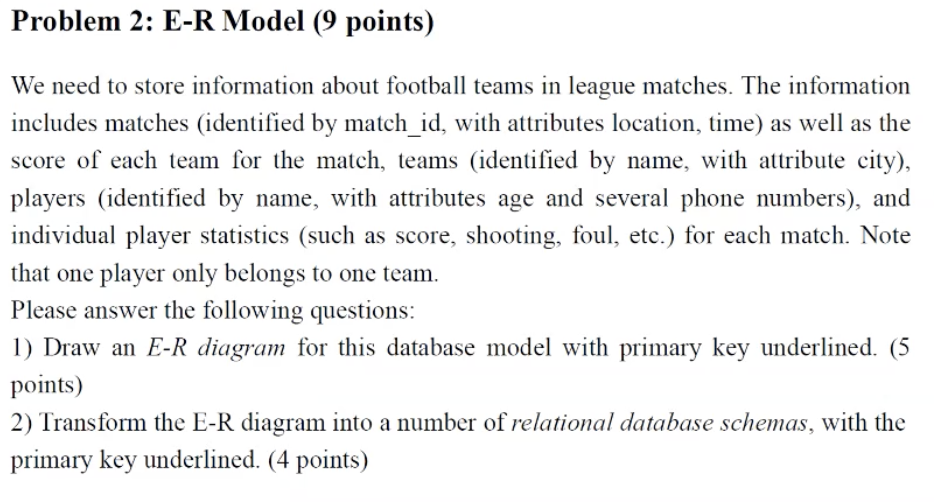 Problem 2: E-R Model (9 points)
We need to store information about football teams in league matches. The information
includes matches (identified by match_id, with attributes location, time) as well as the
score of each team for the match, teams (identified by name, with attribute city),
players (identified by name, with attributes age and several phone numbers), and
individual player statistics (such as score, shooting, foul, etc.) for each match. Note
that one player only belongs to one team.
Please answer the following questions:
1) Draw an E-R diagram for this database model with primary key underlined. (5
points)
2) Transform the E-R diagram into a number of relational database schemas, with the
primary key underlined. (4 points)